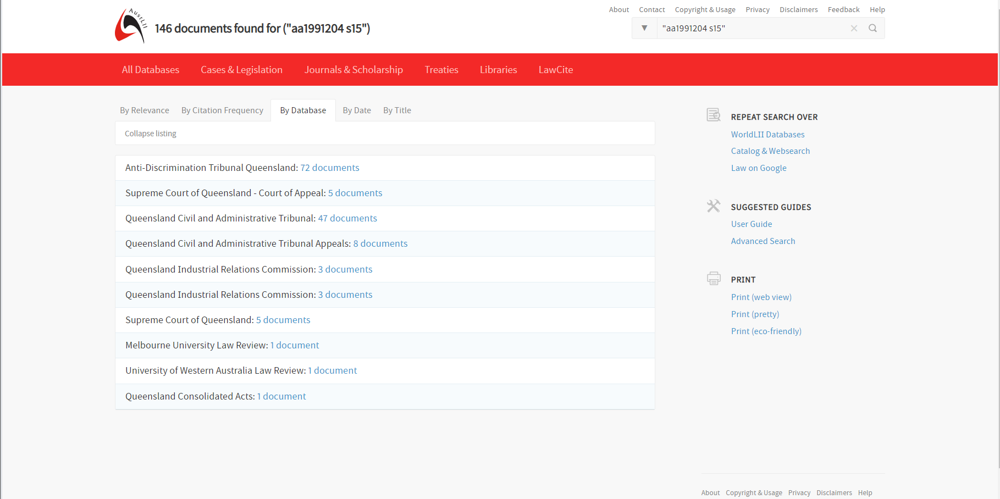 About Contact Copyright & Usage Privacy Disclaimers Feedback Help
AustLII
146 documents found for ("aa1991204 s15")
"aa1991204 s15"
All Databases Cases & Legislation Journals & Scholarship Treaties Libraries LawCite
By Relevance By Citation Frequency By Database By Date By Title
Collapse listing
Anti-Discrimination Tribunal Queensland: 72 documents
Supreme Court of Queensland - Court of Appeal: 5 documents
Queensland Civil and Administrative Tribunal: 47 documents
Queensland Civil and Administrative Tribunal Appeals: 8 documents
Queensland Industrial Relations Commission: 3 documents
Queensland Industrial Relations Commission: 3 documents
Supreme Court of Queensland: 5 documents
Melbourne University Law Review: 1 document
University of Western Australia Law Review: 1 document
Queensland Consolidated Acts: 1 document
REPEAT SEARCH OVER
WorldLII Databases
Catalog & Websearch
Law on Google
SUGGESTED GUIDES
User Guide
Advanced Search
PRINT
Print (web view)
Print (pretty)
Print (eco-friendly)
About Copyright & Usage Privacy Disclaimers Help